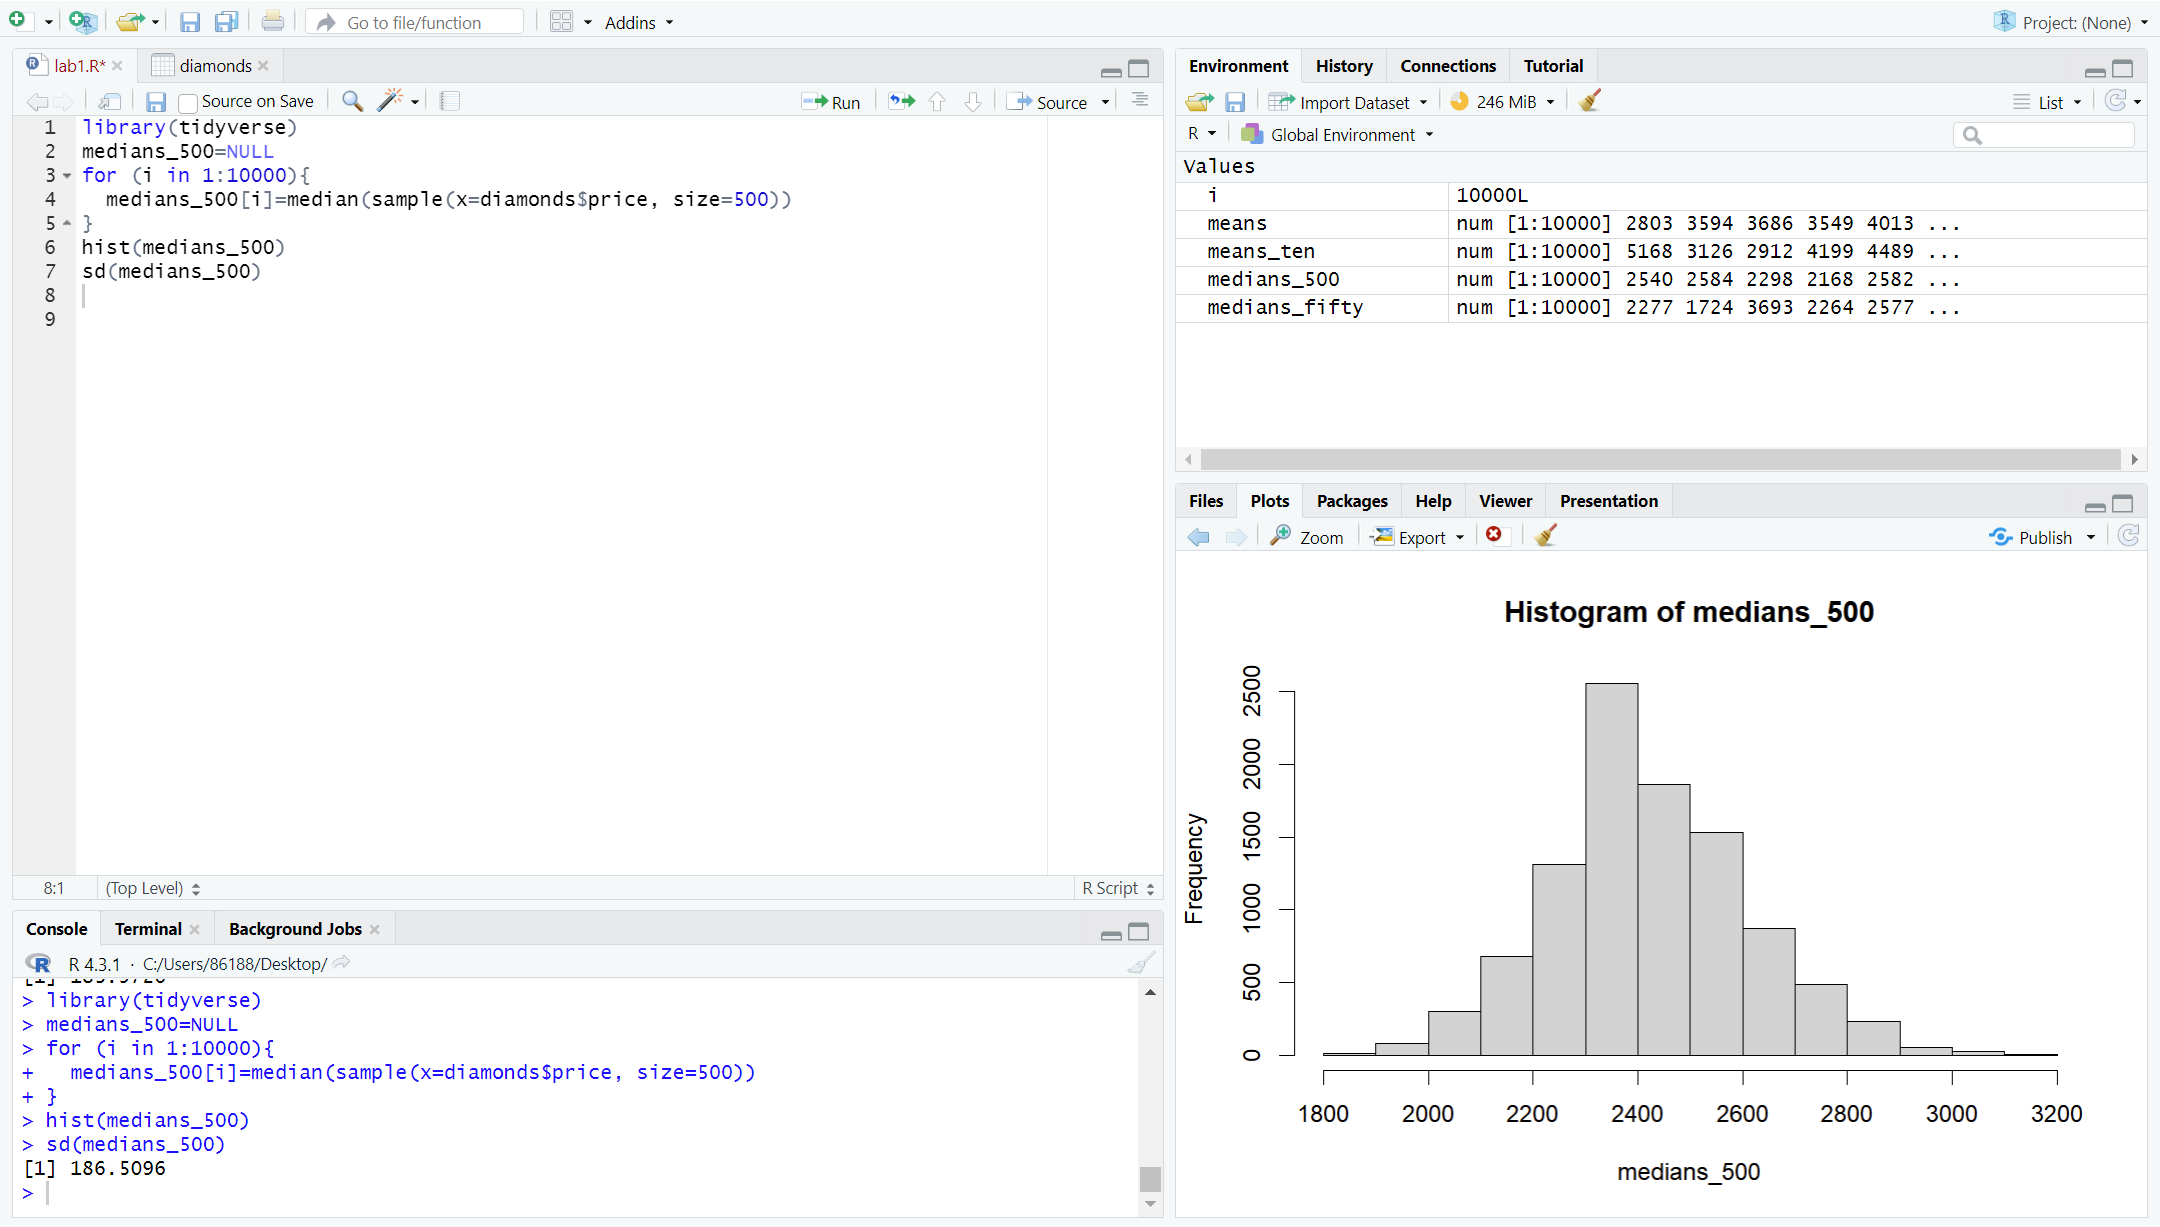 Go to file/function
Addins
Project: (None)
lab1.R*
diamonds
Source on Save
Run
Source
1 library(tidyverse)
2 medians_500=NULL
3 for (i in 1:10000){
4   medians_500[i]=median(sample(x=diamonds$price, size=500))
5 }
6 hist(medians_500)
7 sd(medians_500)
8
9
8:1 (Top Level) R Script
Console Terminal Background Jobs
R 4.3.1 · C:/Users/86188/Desktop/
> library(tidyverse)
> medians_500=NULL
> for (i in 1:10000){
+   medians_500[i]=median(sample(x=diamonds$price, size=500))
+ }
> hist(medians_500)
> sd(medians_500)
[1] 186.5096
>
Environment History Connections Tutorial
Import Dataset 246 MiB List
R Global Environment
Values
i 10000L
means num [1:10000] 2803 3594 3686 3549 4013 ...
means_ten num [1:10000] 5168 3126 2912 4199 4489 ...
medians_500 num [1:10000] 2540 2584 2298 2168 2582 ...
medians_fifty num [1:10000] 2277 1724 3693 2264 2577 ...
Files Plots Packages Help Viewer Presentation
Zoom Export Publish
Histogram of medians_500
Frequency
2500
2000
1500
1000
500
0
1800 2000 2200 2400 2600 2800 3000 3200
medians_500